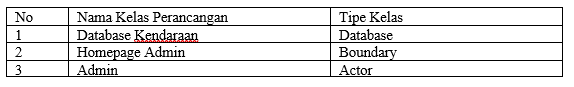 No Nama Kelas Perancangan Tipe Kelas
1 Database Kendaraan Database
2 Homepage Admin Boundary
3 Admin Actor